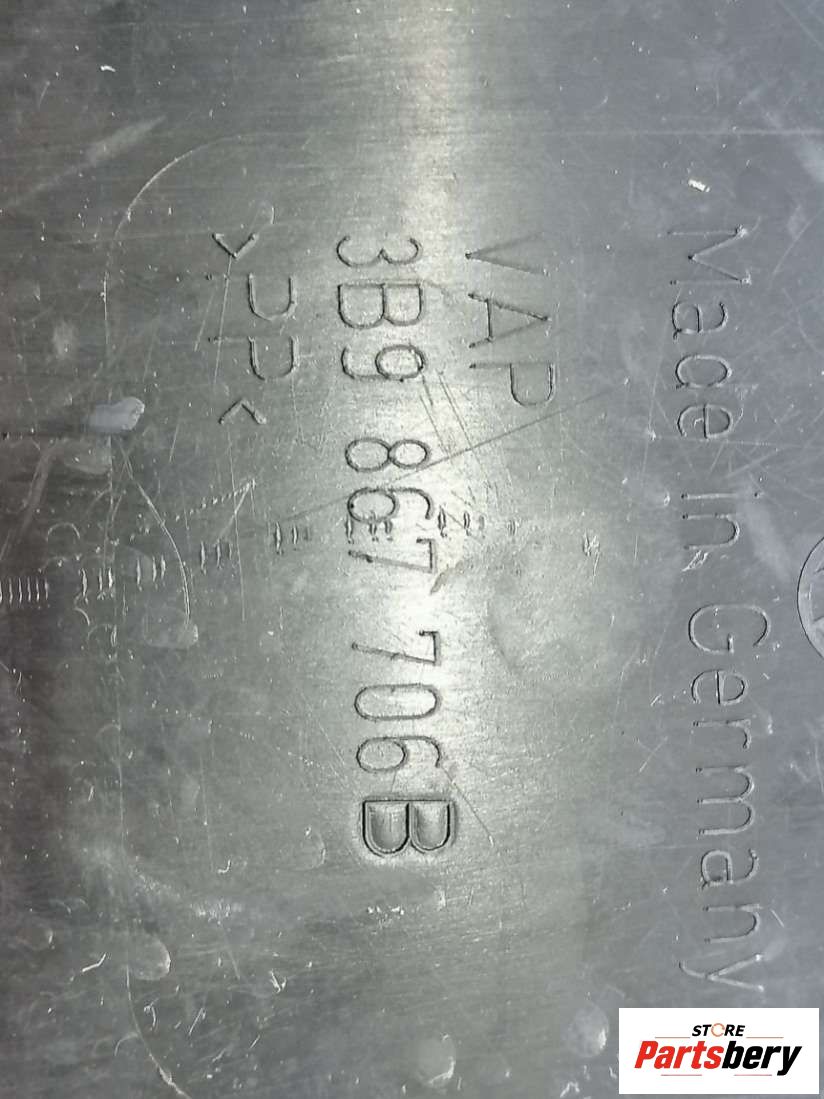 Made in Germany
VAP
3B9 867 706B
>PP<
STORE
Partsbery